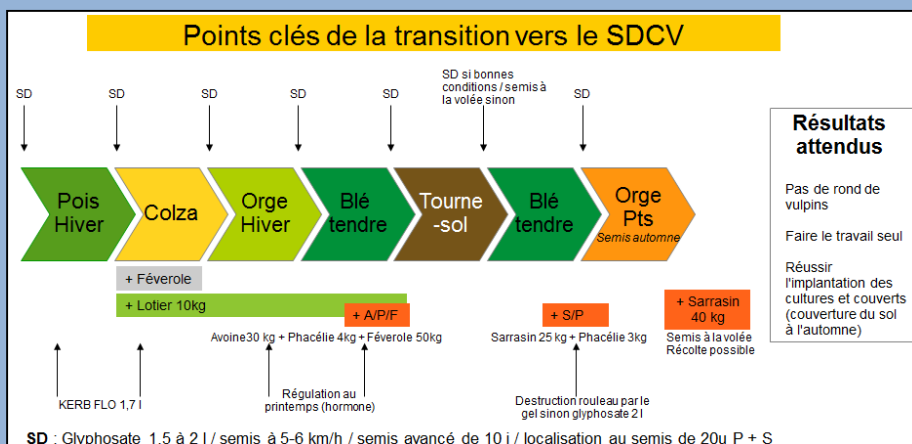 Points clés de la transition vers le SDCV
SD si bonnes
conditions / semis à
la volée sinon
SD
SD
SD
SD
SD
SD
Pois
Hiver
Colza
Orge
Hiver
Blé
tendre
Tourne
-sol
Blé
tendre
Orge
Pts
Semis automne
Résultats
attendus
Pas de rond de
vulpins
Faire le travail seul
Réussir
l'implantation des
cultures et couverts
(couverture du sol
à l'automne)
+ Féverole
+ Lotier 10kg
+ A/P/F
+ S/P
+ Sarrasin
40 kg
Avoine30 kg + Phacélie 4kg + Féverole 50kg
Sarrasin 25 kg + Phacélie 3kg
Semis à la volée
Récolte possible
KERB FLO 1,7 l
Régulation au
printemps (hormone)
Destruction rouleau par le
gel sinon glyphosate 2 l
SD : Glyphosate 1,5 à 2 l / semis à 5-6 km/h / semis avancé de 10 j / localisation au semis de 20u P + S